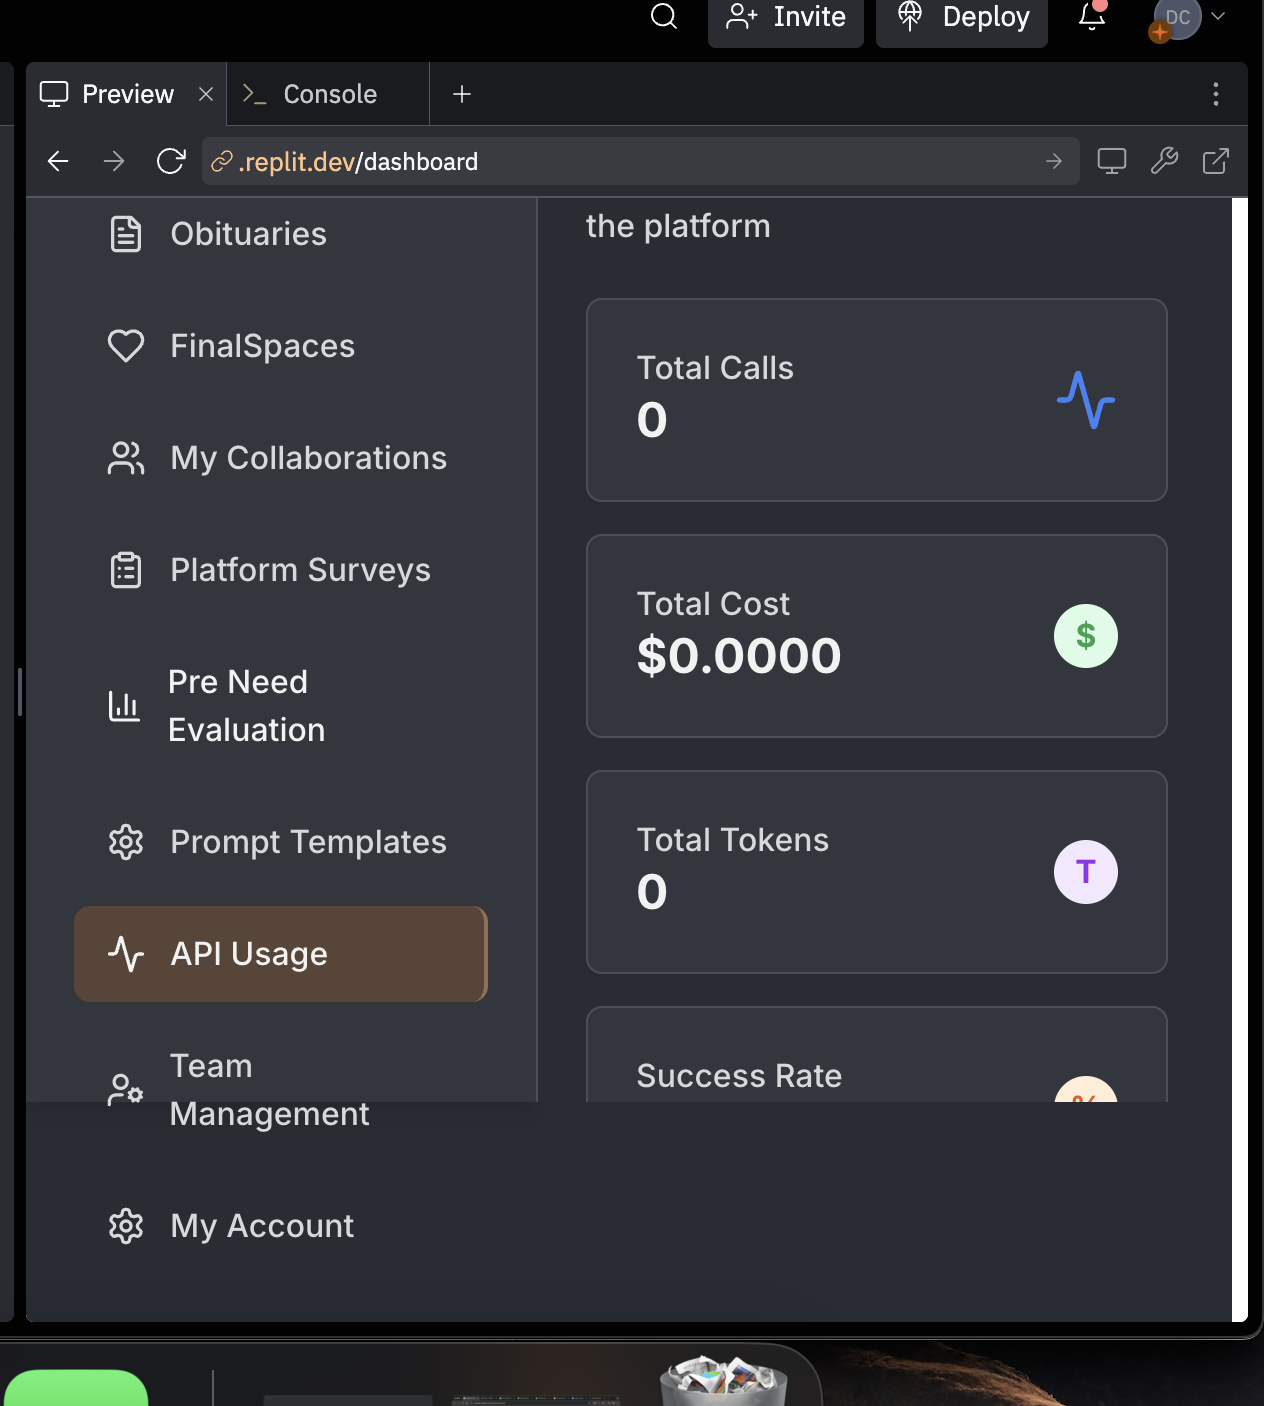 Invite
Deploy
DC
Preview
Console
.replit.dev/dashboard
Obituaries
FinalSpaces
My Collaborations
Platform Surveys
Pre Need
Evaluation
Prompt Templates
API Usage
Team
Management
My Account
the platform
Total Calls
0
Total Cost
$0.0000
$
Total Tokens
0
T
Success Rate
%